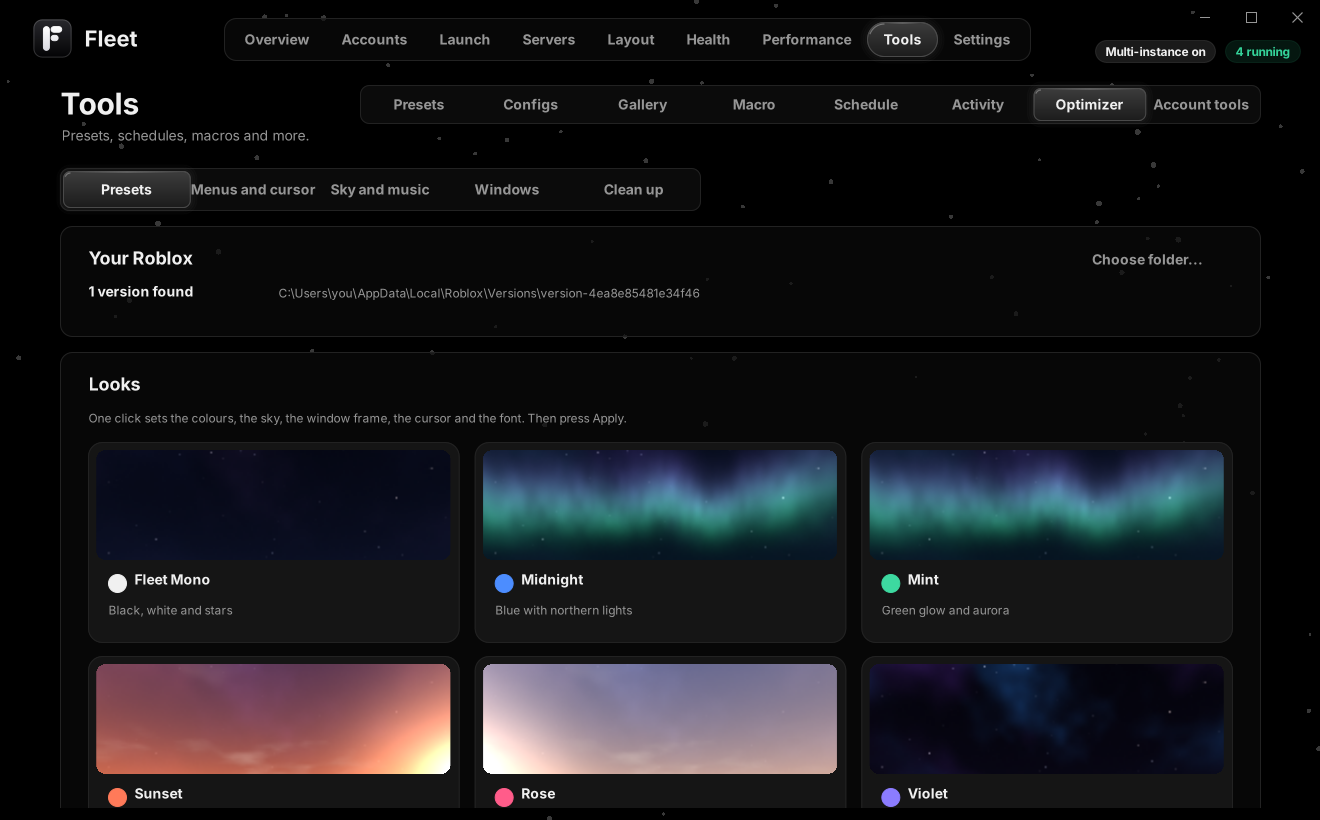 Fleet
Overview Accounts Launch Servers Layout Health Performance Tools Settings
Multi-instance on 4 running
Tools
Presets, schedules, macros and more.
Presets Configs Gallery Macro Schedule Activity Optimizer Account tools
Presets Menus and cursor Sky and music Windows Clean up
Your Roblox
Choose folder...
1 version found C:\Users\you\AppData\Local\Roblox\Versions\version-4ea8e85481e34f46
Looks
One click sets the colours, the sky, the window frame, the cursor and the font. Then press Apply.
Fleet Mono
Black, white and stars
Midnight
Blue with northern lights
Mint
Green glow and aurora
Sunset
Rose
Violet